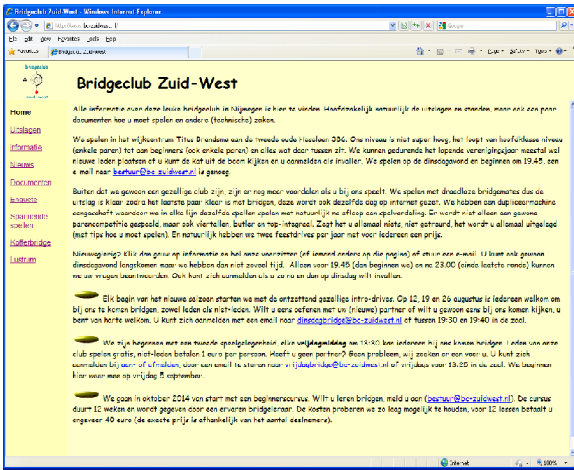 Bridgeclub Zuid-West - Windows Internet Explorer
Google
Bridgeclub Zuid-West
Bridgeclub Zuid-West
Home
Uitslagen
Informatie
Nieuws
Documenten
Enquete
Spannende
spelen
Kofferbridge
Lustrum
Alle informatie over deze leuke bridgeclub in Nijmegen is hier te vinden. Hoofdzakelijk natuurlijk de uitslagen en standen, maar ook een paar
documenten hoe u moet spelen en andere (technische) zaken.
We spelen in het wijkcentrum Titus Brandsma aan de tweede oude Heselaan 386. Ons niveau is niet super hoog, het loopt van hoofdklasse niveau
(enkele paren) tot aan beginners (ook enkele paren) en alles wat daar tussen zit. We kunnen gedurende het lopende verenigingsjaar meestal wel
nieuwe leden plaatsen of u kunt de kat uit de boom kijken en u aanmelden als invaller. We spelen op de dinsdagavond en beginnen om 19.45, een
e-mail naar bestuur@bc-zuidwest.nl is genoeg.
Buiten dat we gewoon een gezellige club zijn, zijn er nog meer voordelen als u bij ons speelt. We spelen met draadloze bridgemates dus de
uitslag is klaar zodra het laatste paar klaar is met bridgen, deze wordt ook dezelfde dag op internet gezet. We hebben een dupliceermachine
aangeschaft waardoor we in elke lijn dezelfde spellen spelen met natuurlijk na afloop een spelverdeling. Er wordt niet alleen een gewone
parencompetitie gespeeld, maar ook viertallen, butler en top-integraal. Zegt het u allemaal niets, niet getreurd, het wordt u allemaal uitgelegd
(met tips hoe u moet spelen). En natuurlijk hebben we twee feestdrives per jaar met voor iedereen een prijs.
Nieuwsgierig? Klik dan gauw op informatie en bel onze voorzitter (of iemand anders op die pagina) of stuur een e-mail. U kunt ook gewoon
dinsdagavond langskomen maar we hebben dan niet zoveel tijd. Alleen voor 19.45 (dan beginnen we) en na 23.00 (einde laatste ronde) kunnen
we uw vragen beantwoorden. Ook kunt zich aanmelden als u zo nu en dan op dinsdag wilt invallen.
Elk begin van het nieuwe seizoen starten we met de ontzettend gezellige intro-drives. Op 12, 19 en 26 augustus is iedereen welkom om
bij ons te komen bridgen, zowel leden als niet-leden. Wilt u eens oefenen met uw (nieuwe) partner of wilt u gewoon eens bij ons komen kijken, u
bent van harte welkom. U kunt zich aanmelden met een email naar dinsdagbridge@bc-zuidwest.nl of tussen 19:30 en 19:40 in de zaal.
We zijn begonnen met een tweede speelgelegenheid, elke vrijdagmiddag om 13:30 kan iedereen bij ons komen bridgen. Leden van onze
club spelen gratis, niet-leden betalen 1 euro per persoon. Heeft u geen partner? Geen probleem, wij zoeken er een voor u. U kunt zich
aanmelden bij aan- of afmelden, door een email te sturen naar vrijdagbridge@bc-zuidwest.nl of vrijdags voor 13:25 in de zaal. We beginnen
hier weer mee op vrijdag 5 september.
We gaan in oktober 2014 van start met een beginnerscursus. Wilt u leren bridgen, meld u aan (bestuur@bc-zuidwest.nl). De cursus
duurt 12 weken en wordt gegeven door een ervaren bridgeleraar. De kosten proberen we zo laag mogelijk te houden, voor 12 lessen betaalt u
ongeveer 40 euro (de exacte prijs is afhankelijk van het aantal deelnemers).
Internet
100%